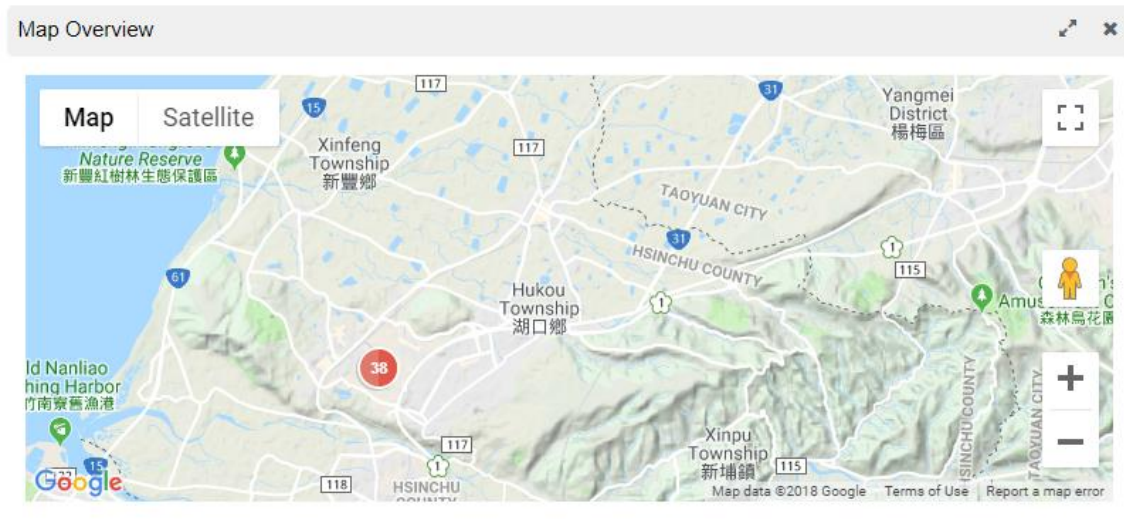 Map Overview
Map
Satellite
117
15
31
Yangmei
District
楊梅區
Nature Reserve
新豐紅樹林生態保護區
Xinfeng
Township
新豐鄉
117
TAOYUAN CITY
31
HSINCHU COUNTY
1
115
61
Hukou
Township
湖口鄉
1
森林鳥花園
38
ld Nanliao
hing Harbor
竹南寮舊漁港
HSINCHU COUNTY
TAOYUAN CITY
117
1
Xinpu
Township
新埔鎮
115
15
118
HSINCHU
COUNTY
Google
Map data ©2018 Google
Terms of Use
Report a map error